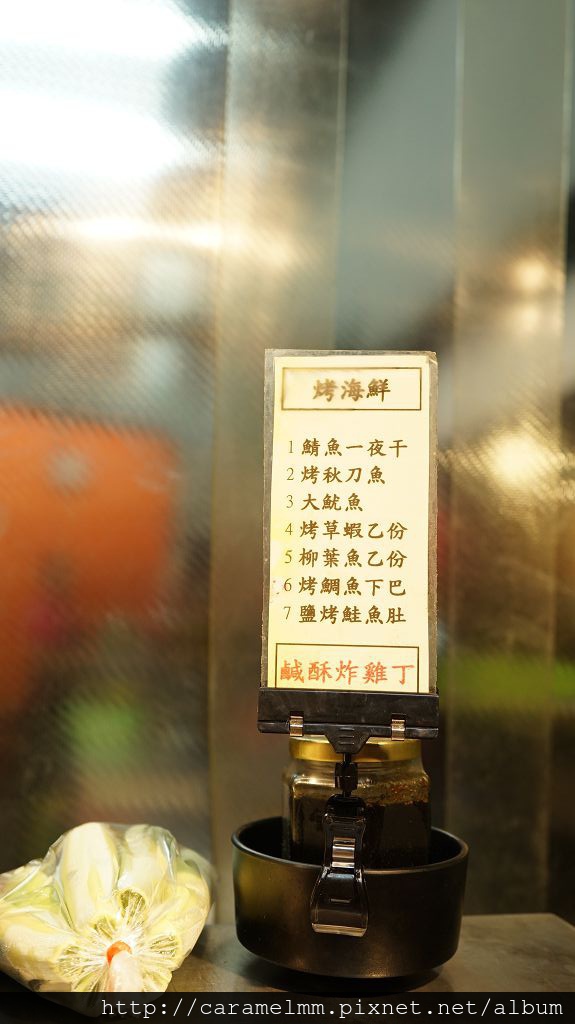 烤海鮮
1 鯖魚一夜干
2 烤秋刀魚
3 大魷魚
4 烤草蝦乙份
5 柳葉魚乙份
6 烤鯛魚下巴
7 鹽烤鮭魚肚
鹹酥炸雞丁
http://caramelmm.pixnet.net/album